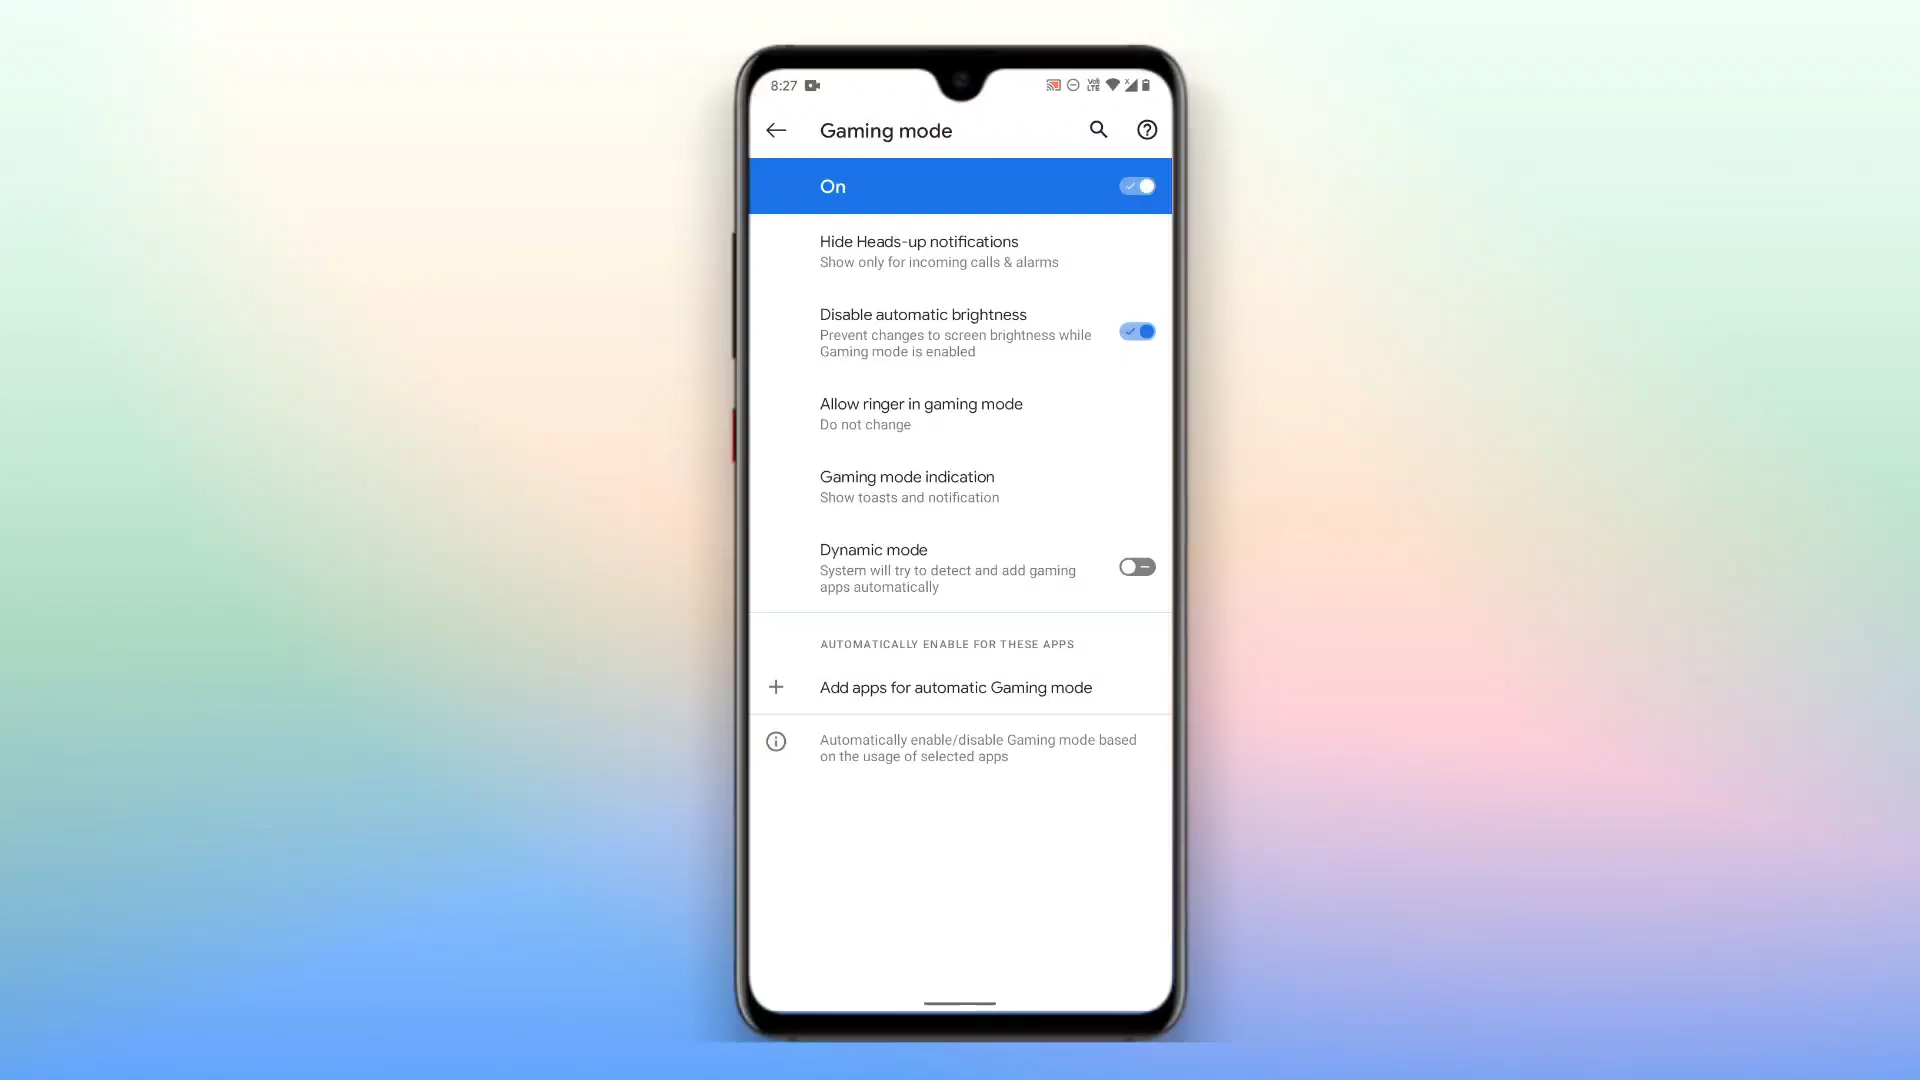 8:27
Vo)) LTE
Gaming mode
On
Hide Heads-up notifications
Show only for incoming calls & alarms
Disable automatic brightness
Prevent changes to screen brightness while
Gaming mode is enabled
Allow ringer in gaming mode
Do not change
Gaming mode indication
Show toasts and notification
Dynamic mode
System will try to detect and add gaming
apps automatically
AUTOMATICALLY ENABLE FOR THESE APPS
Add apps for automatic Gaming mode
Automatically enable/disable Gaming mode based
on the usage of selected apps